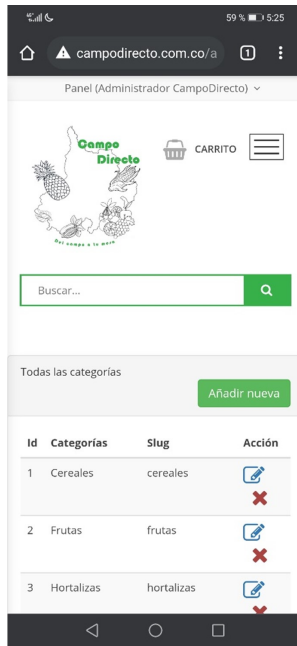 59 % 5:25
campodirecto.com.co/a
1
Panel (Administrador CampoDirecto)
Campo
Directo
Del campo a la mesa
CARRITO
Buscar...
Todas las categorías
Añadir nueva
Id Categorías Slug Acción
1 Cereales cereales
2 Frutas frutas
3 Hortalizas hortalizas